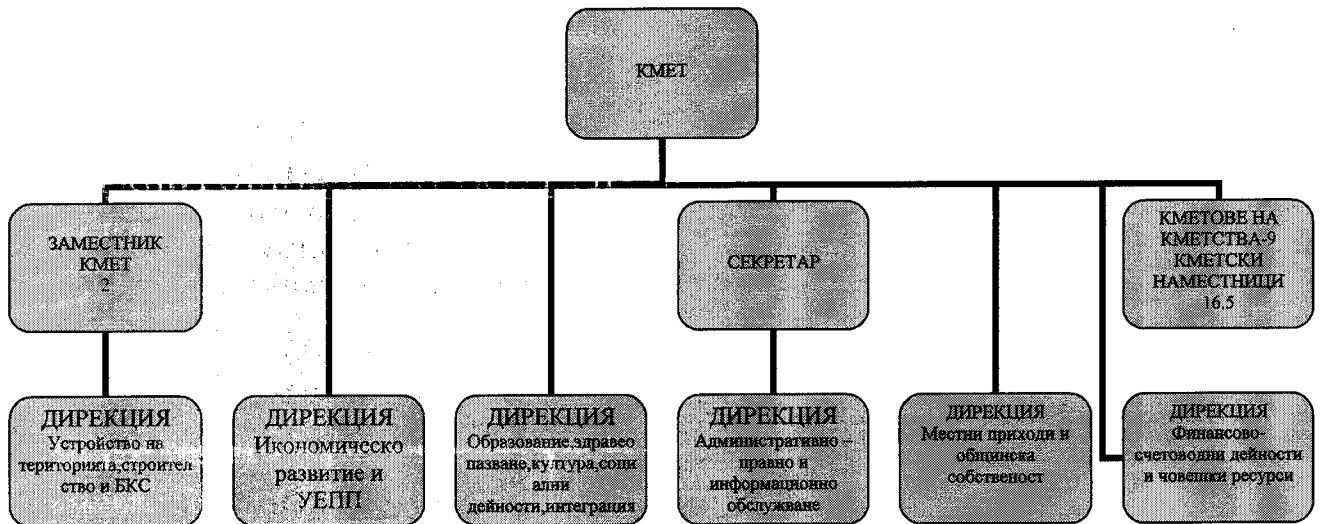 КМЕТ
ЗАМЕСТНИК
КМЕТ
2
СЕКРЕТАР
КМЕТОВЕ НА
КМЕТСТВА-9
КМЕТСКИ
НАМЕСТНИЦИ
16,5
ДИРЕКЦИЯ
Устройство на
територията,строител
ство и БКС
ДИРЕКЦИЯ
Икономическо
развитие и
УЕПП
ДИРЕКЦИЯ
Образование,здравео
пазване,култура,соци
ални
дейности,интеграция
ДИРЕКЦИЯ
Административно –
правно и
информационно
обслужване
ДИРЕКЦИЯ
Местни приходи и
общинска
собственост
ДИРЕКЦИЯ
Финансово-
счетоводни дейности
и човешки ресурси